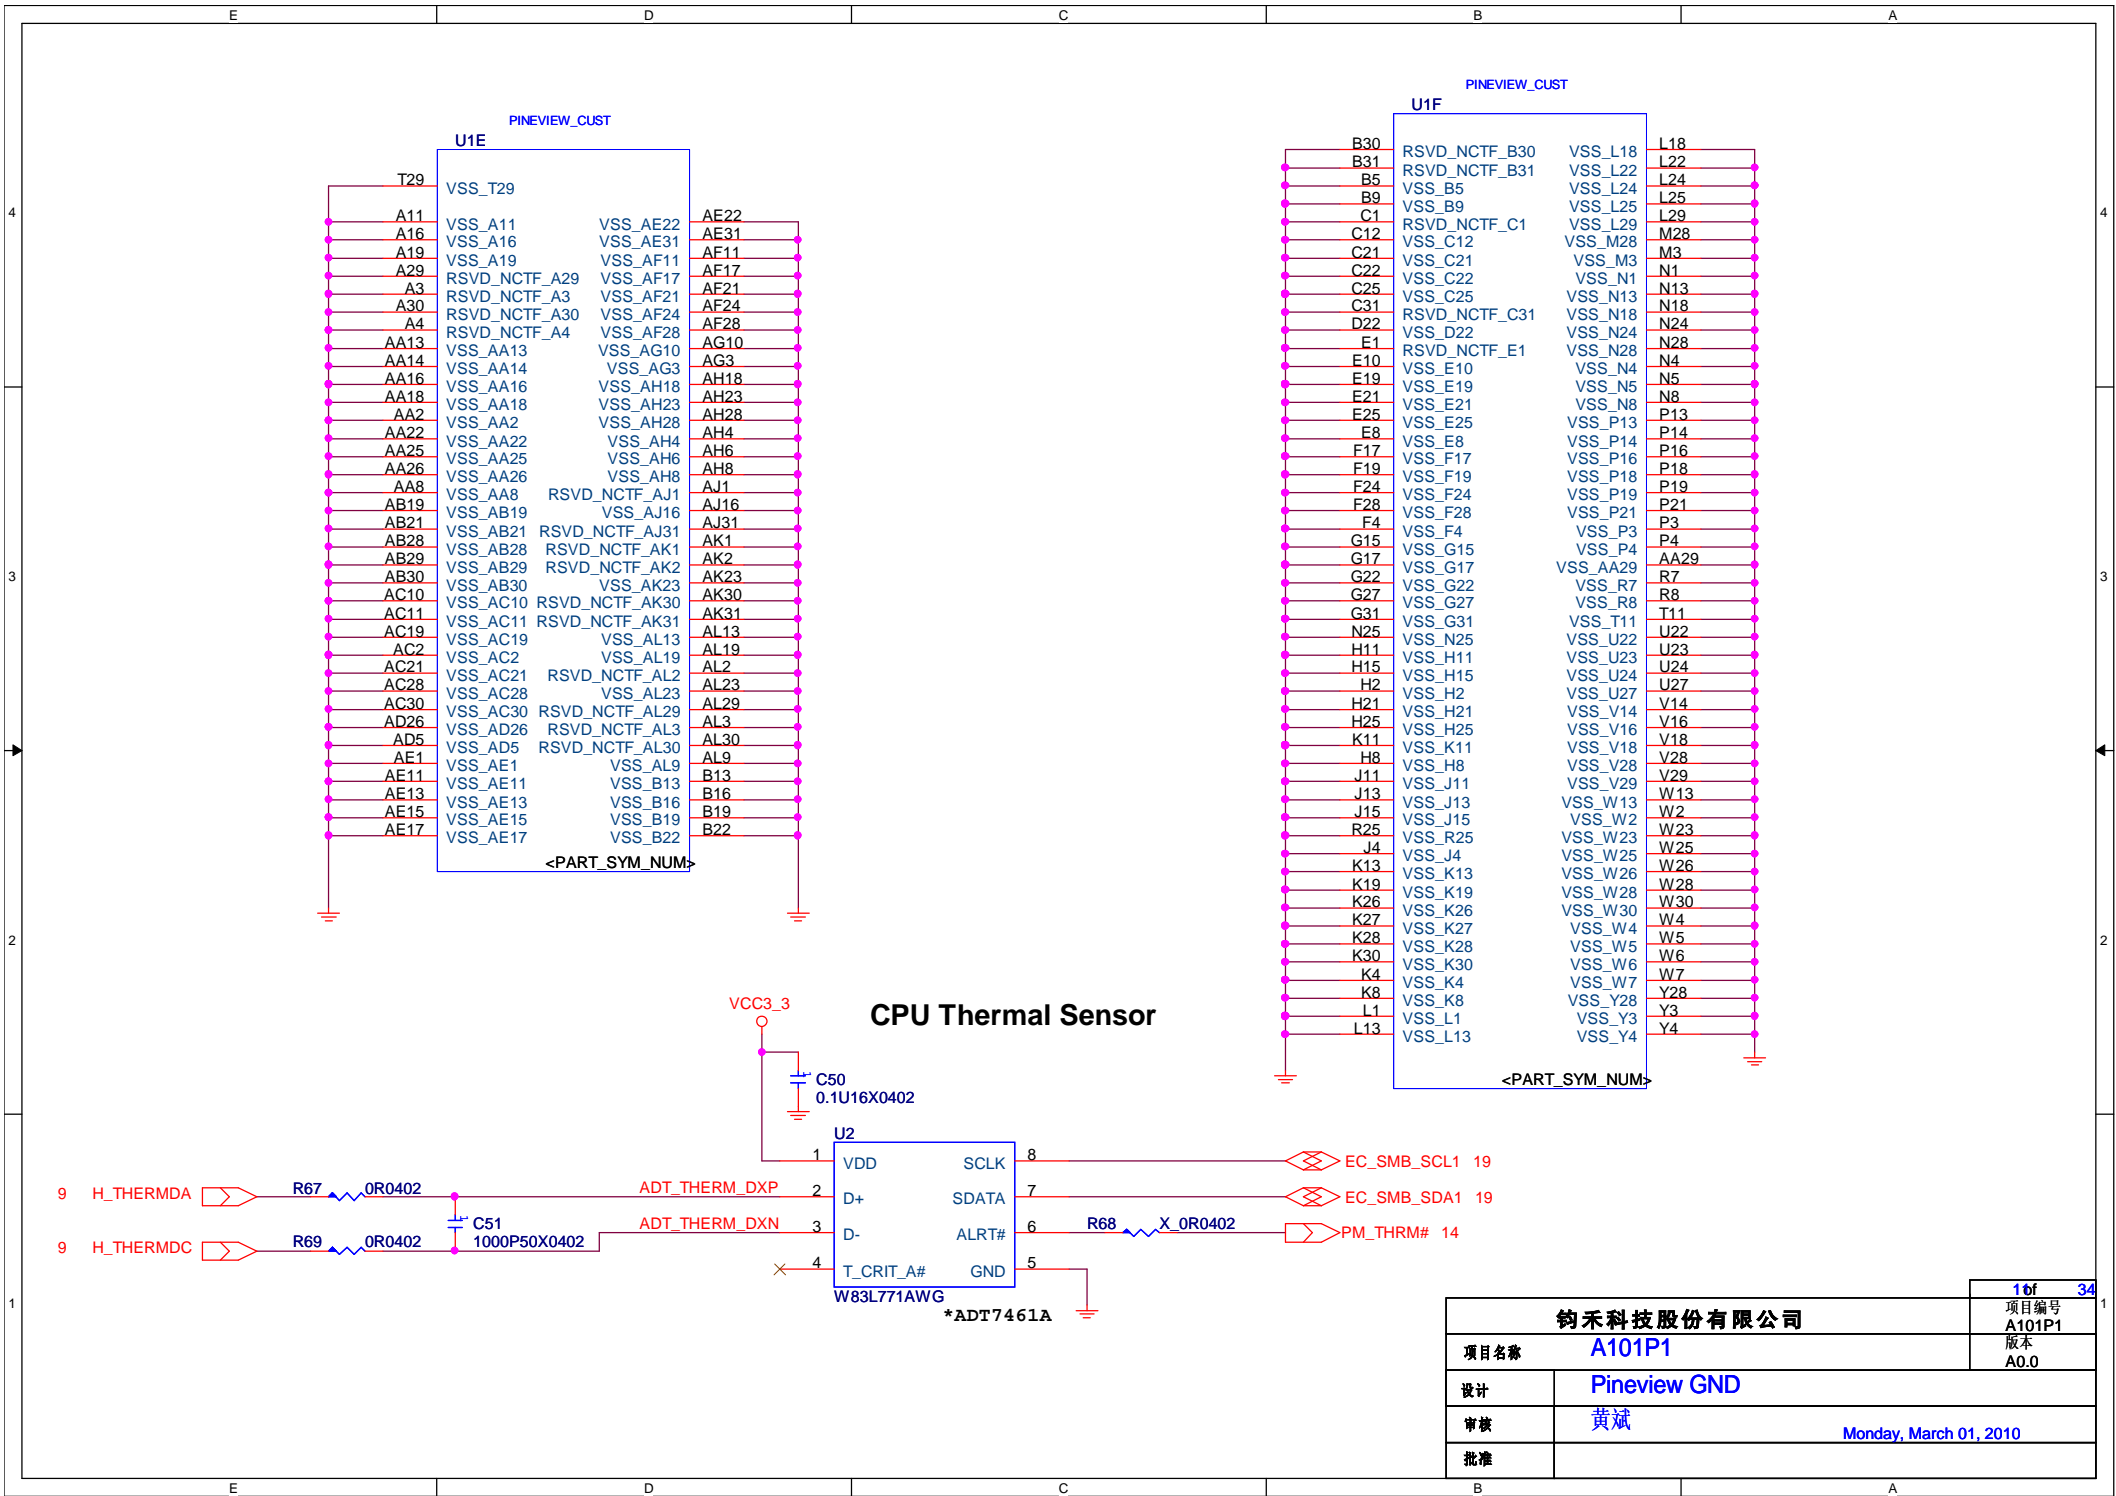 E D C B A
PINEVIEW_CUST
U1E
T29 VSS_T29
A11 VSS_A11 VSS_AE22 AE22
A16 VSS_A16 VSS_AE31 AE31
A19 VSS_A19 VSS_AF11 AF11
A29 RSVD_NCTF_A29 VSS_AF17 AF17
A3 RSVD_NCTF_A3 VSS_AF21 AF21
A30 RSVD_NCTF_A30 VSS_AF24 AF24
A4 RSVD_NCTF_A4 VSS_AF28 AF28
AA13 VSS_AA13 VSS_AG10 AG10
AA14 VSS_AA14 VSS_AG3 AG3
AA16 VSS_AA16 VSS_AH18 AH18
AA18 VSS_AA18 VSS_AH23 AH23
AA2 VSS_AA2 VSS_AH28 AH28
AA22 VSS_AA22 VSS_AH4 AH4
AA25 VSS_AA25 VSS_AH6 AH6
AA26 VSS_AA26 VSS_AH8 AH8
AA8 VSS_AA8 RSVD_NCTF_AJ1 AJ1
AB19 VSS_AB19 VSS_AJ16 AJ16
AB21 VSS_AB21 RSVD_NCTF_AJ31 AJ31
AB28 VSS_AB28 RSVD_NCTF_AK1 AK1
AB29 VSS_AB29 RSVD_NCTF_AK2 AK2
AB30 VSS_AB30 VSS_AK23 AK23
AC10 VSS_AC10 RSVD_NCTF_AK30 AK30
AC11 VSS_AC11 RSVD_NCTF_AK31 AK31
AC19 VSS_AC19 VSS_AL13 AL13
AC2 VSS_AC2 VSS_AL19 AL19
AC21 VSS_AC21 RSVD_NCTF_AL2 AL2
AC28 VSS_AC28 VSS_AL23 AL23
AC30 VSS_AC30 RSVD_NCTF_AL29 AL29
AD26 VSS_AD26 RSVD_NCTF_AL3 AL3
AD5 VSS_AD5 RSVD_NCTF_AL30 AL30
AE1 VSS_AE1 VSS_AL9 AL9
AE11 VSS_AE11 VSS_B13 B13
AE13 VSS_AE13 VSS_B16 B16
AE15 VSS_AE15 VSS_B19 B19
AE17 VSS_AE17 VSS_B22 B22
<PART_SYM_NUM>
PINEVIEW_CUST
U1F
B30 RSVD_NCTF_B30 VSS_L18 L18
B31 RSVD_NCTF_B31 VSS_L22 L22
B5 VSS_B5 VSS_L24 L24
B9 VSS_B9 VSS_L25 L25
C1 RSVD_NCTF_C1 VSS_L29 L29
C12 VSS_C12 VSS_M28 M28
C21 VSS_C21 VSS_M3 M3
C22 VSS_C22 VSS_N1 N1
C25 VSS_C25 VSS_N13 N13
C31 RSVD_NCTF_C31 VSS_N18 N18
D22 VSS_D22 VSS_N24 N24
E1 RSVD_NCTF_E1 VSS_N28 N28
E10 VSS_E10 VSS_N4 N4
E19 VSS_E19 VSS_N5 N5
E21 VSS_E21 VSS_N8 N8
E25 VSS_E25 VSS_P13 P13
E8 VSS_E8 VSS_P14 P14
F17 VSS_F17 VSS_P16 P16
F19 VSS_F19 VSS_P18 P18
F24 VSS_F24 VSS_P19 P19
F28 VSS_F28 VSS_P21 P21
F4 VSS_F4 VSS_P3 P3
G15 VSS_G15 VSS_P4 P4
G17 VSS_G17 VSS_AA29 AA29
G22 VSS_G22 VSS_R7 R7
G27 VSS_G27 VSS_R8 R8
G31 VSS_G31 VSS_T11 T11
N25 VSS_N25 VSS_U22 U22
H11 VSS_H11 VSS_U23 U23
H15 VSS_H15 VSS_U24 U24
H2 VSS_H2 VSS_U27 U27
H21 VSS_H21 VSS_V14 V14
H25 VSS_H25 VSS_V16 V16
K11 VSS_K11 VSS_V18 V18
H8 VSS_H8 VSS_V28 V28
J11 VSS_J11 VSS_V29 V29
J13 VSS_J13 VSS_W13 W13
J15 VSS_J15 VSS_W2 W2
R25 VSS_R25 VSS_W23 W23
J4 VSS_J4 VSS_W25 W25
K13 VSS_K13 VSS_W26 W26
K19 VSS_K19 VSS_W28 W28
K26 VSS_K26 VSS_W30 W30
K27 VSS_K27 VSS_W4 W4
K28 VSS_K28 VSS_W5 W5
K30 VSS_K30 VSS_W6 W6
K4 VSS_K4 VSS_W7 W7
K8 VSS_K8 VSS_Y28 Y28
L1 VSS_L1 VSS_Y3 Y3
L13 VSS_L13 VSS_Y4 Y4
<PART_SYM_NUM>
4 4
3 3
2 2
1 1
CPU Thermal Sensor
VCC3_3
C50
0.1U16X0402
U2
1 VDD SCLK 8 EC_SMB_SCL1 19
9 H_THERMDA R67 0R0402 ADT_THERM_DXP 2 D+ SDATA 7 EC_SMB_SDA1 19
C51
1000P50X0402
9 H_THERMDC R69 0R0402 ADT_THERM_DXN 3 D- ALRT# 6 R68 X_0R0402 PM_THRM# 14
4 T_CRIT_A# GND 5
W83L771AWG
*ADT7461A
11 of 34
钧禾科技股份有限公司
项目编号
A101P1
项目名称 A101P1
版本
A0.0
设计 Pineview GND
审核 黄斌
Monday, March 01, 2010
批准
E D C B A